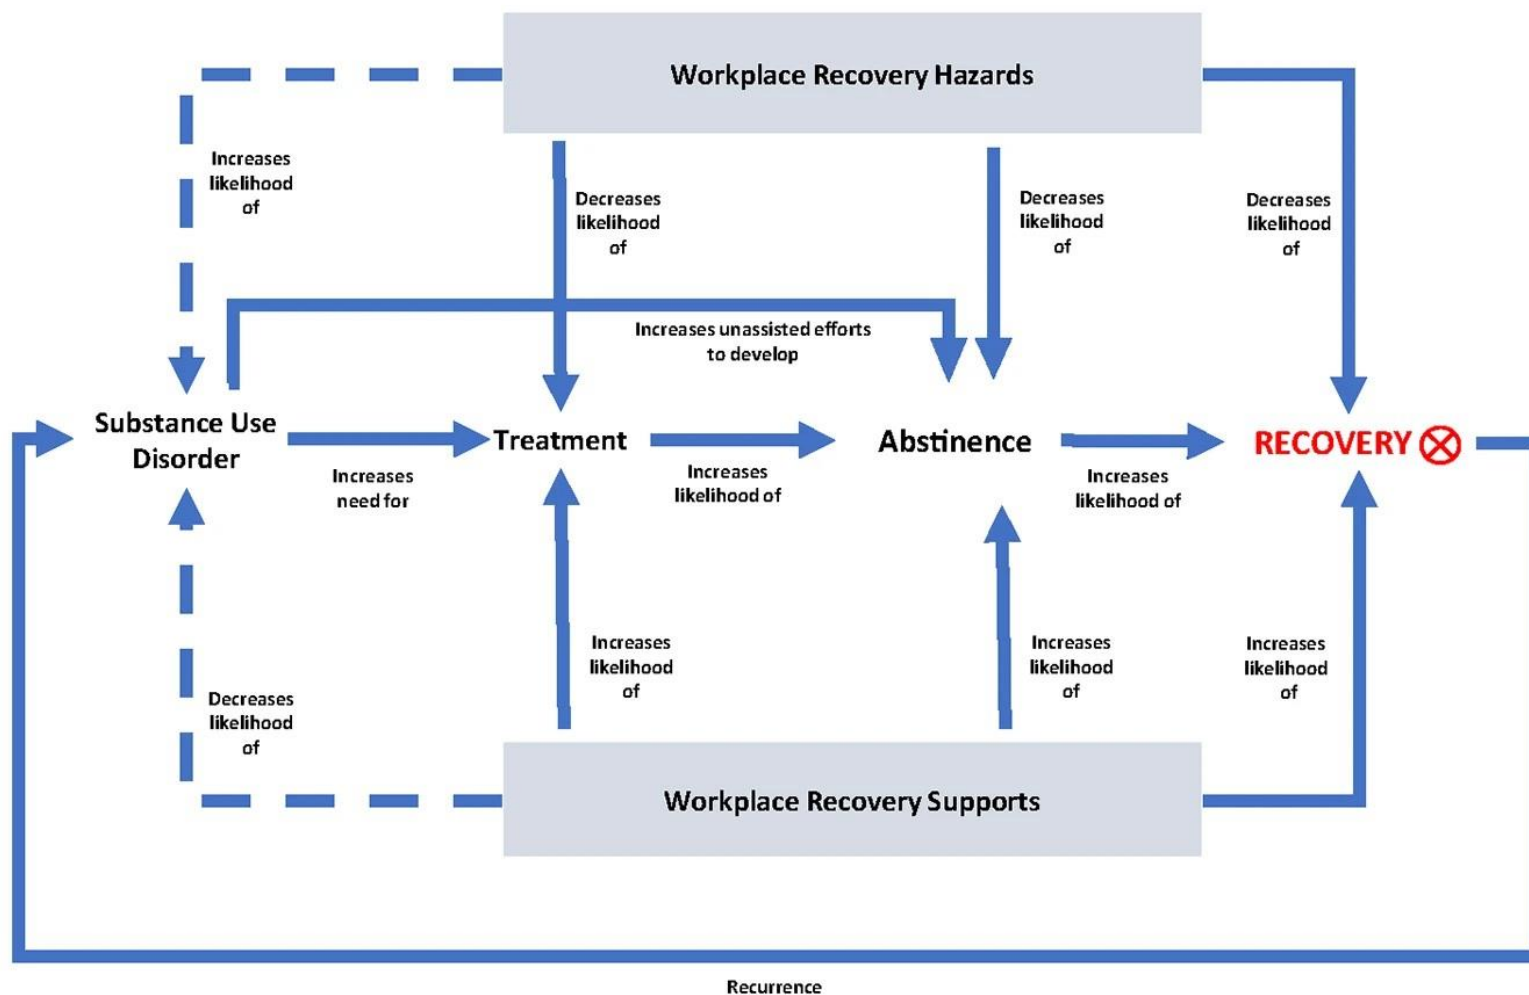 Workplace Recovery Hazards
Increases
likelihood
of
Decreases
likelihood
of
Decreases
likelihood
of
Decreases
likelihood
of
Increases unassisted efforts
to develop
Substance Use
Disorder
Increases
need for
Treatment
Increases
likelihood of
Abstinence
Increases
likelihood of
RECOVERY
Decreases
likelihood
of
Increases
likelihood
of
Increases
likelihood
of
Increases
likelihood
of
Workplace Recovery Supports
Recurrence